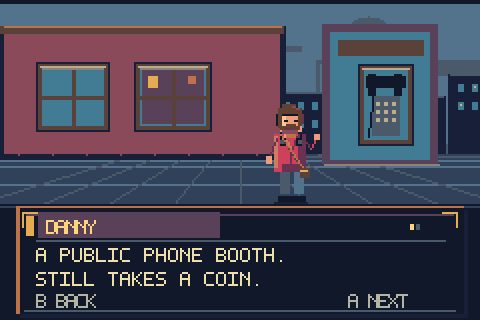 DANNY
A PUBLIC PHONE BOOTH.
STILL TAKES A COIN.
B BACK
A NEXT